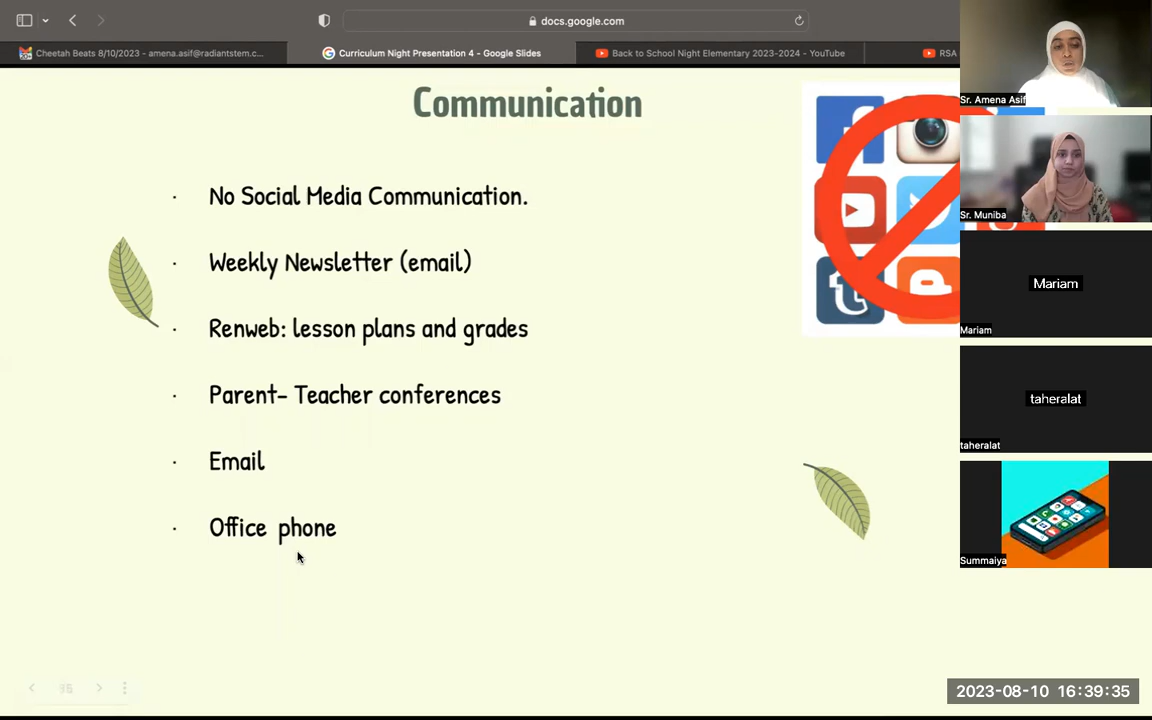 docs.google.com
Cheetah Beats 8/10/2023 - amena.asif@radiantstem.c...
Curriculum Night Presentation 4 - Google Slides
Back to School Night Elementary 2023-2024 - YouTube
RSA
Communication
· No Social Media Communication.
· Weekly Newsletter (email)
· Renweb: lesson plans and grades
· Parent- Teacher conferences
· Email
· Office phone
Sr. Amena Asif
Sr. Muniba
Mariam
Mariam
taheralat
taheralat
Summaiya
2023-08-10 16:39:35